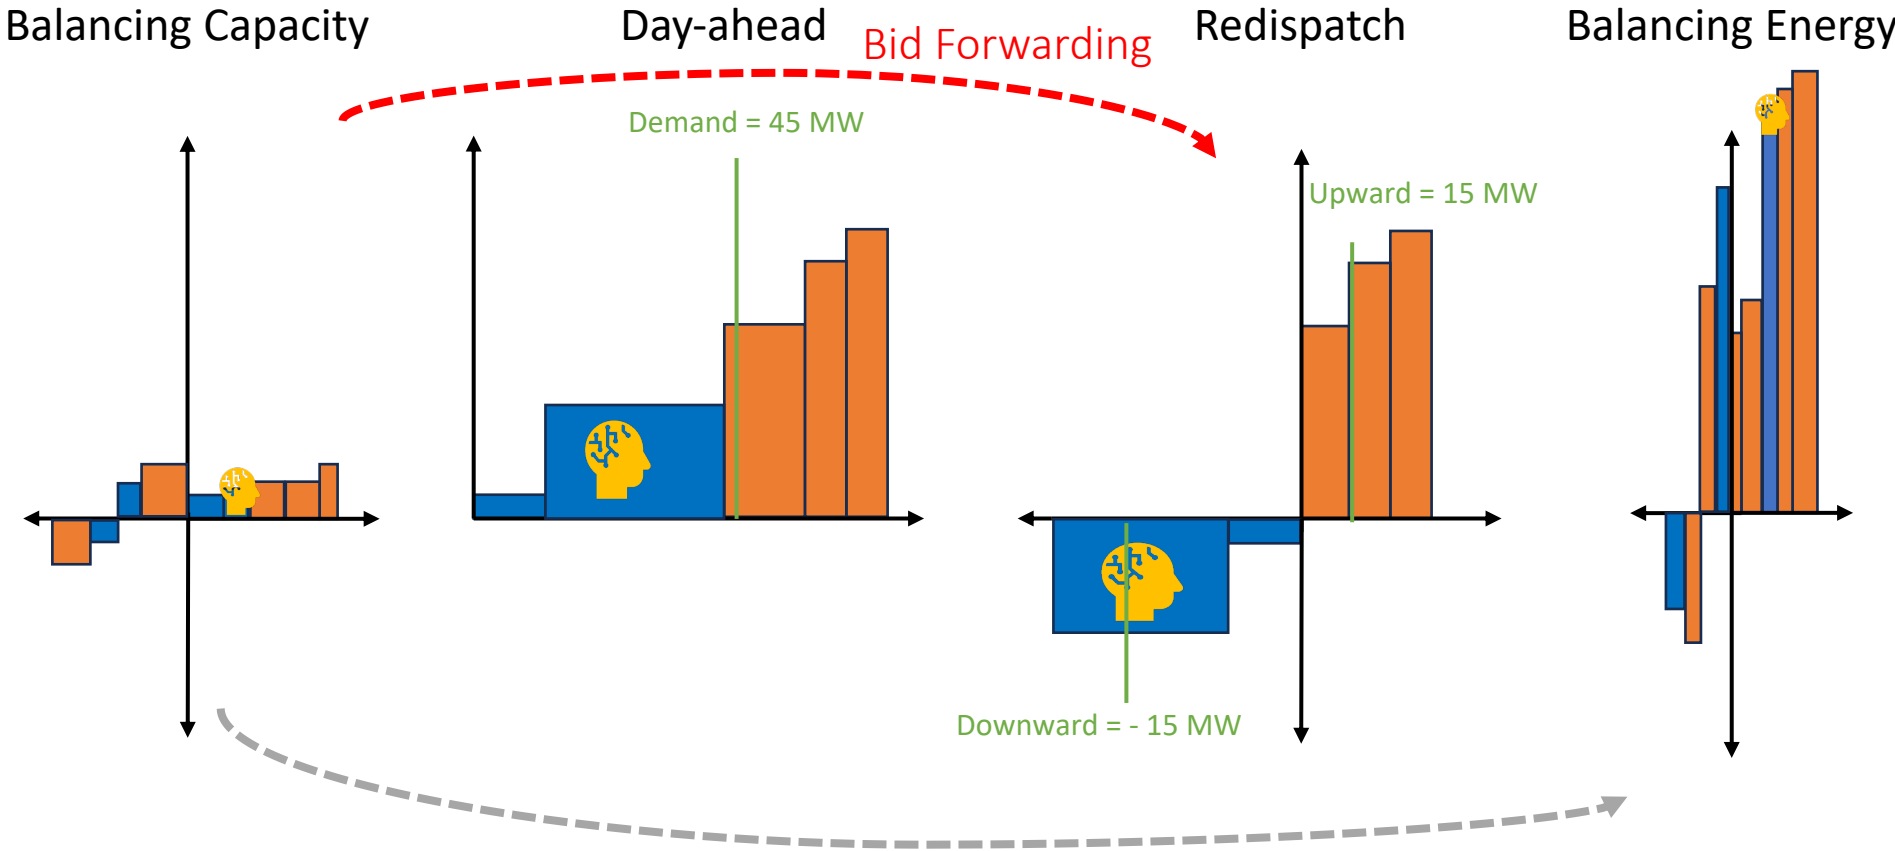 Balancing Capacity
Day-ahead
Bid Forwarding
Redispatch
Balancing Energy
Demand = 45 MW
Upward = 15 MW
Downward = - 15 MW